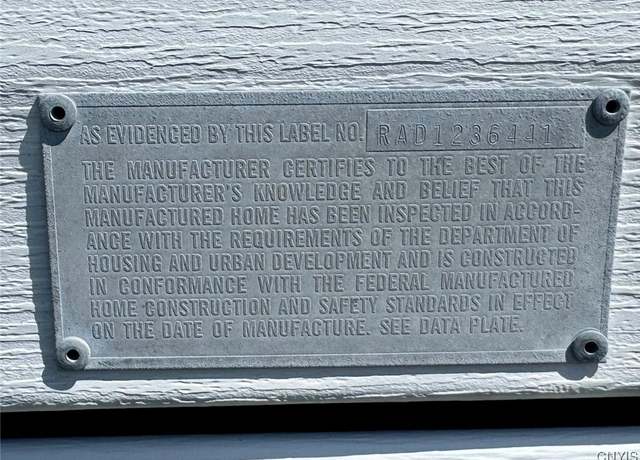 AS EVIDENCED BY THIS LABEL NO. RAD1236441
THE MANUFACTURER CERTIFIES TO THE BEST OF THE
MANUFACTURER'S KNOWLEDGE AND BELIEF THAT THIS
MANUFACTURED HOME HAS BEEN INSPECTED IN ACCORD-
ANCE WITH THE REQUIREMENTS OF THE DEPARTMENT OF
HOUSING AND URBAN DEVELOPMENT AND IS CONSTRUCTED
IN CONFORMANCE WITH THE FEDERAL MANUFACTURED
HOME CONSTRUCTION AND SAFETY STANDARDS IN EFFECT
ON THE DATE OF MANUFACTURE. SEE DATA PLATE.
CNYIS